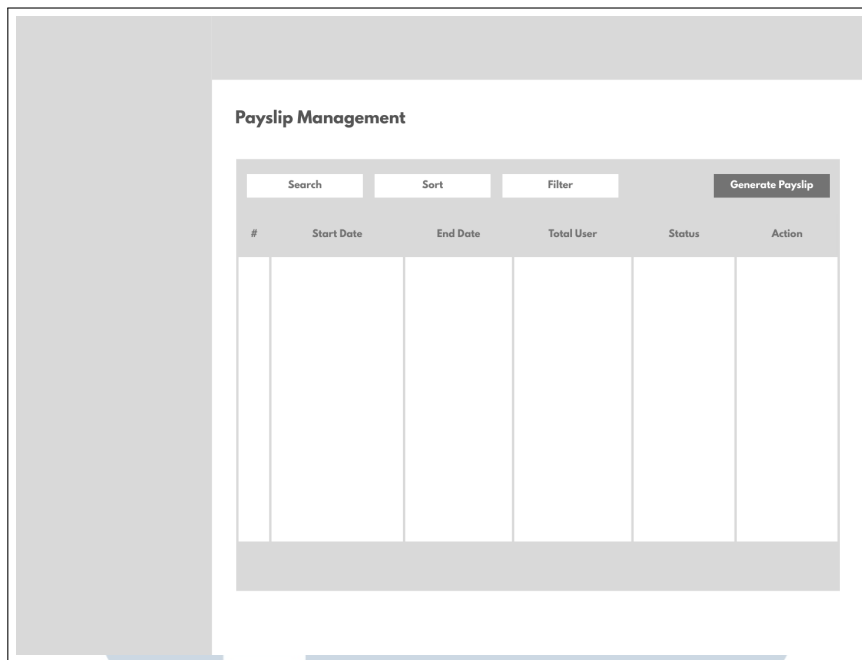 Payslip Management
Search Sort Filter Generate Payslip
# Start Date End Date Total User Status Action